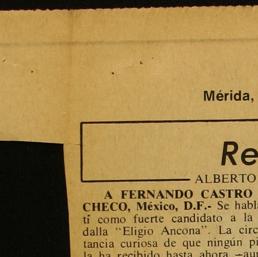 Mérida,
Re
ALBERTO
A FERNANDO CASTRO
CHECO, México, D.F.- Se habl
ti como fuerte candidato a la
dalla "Eligio Ancona". La circ
tancia curiosa de que ningún pi
la ha recibido hasta ahora —aun